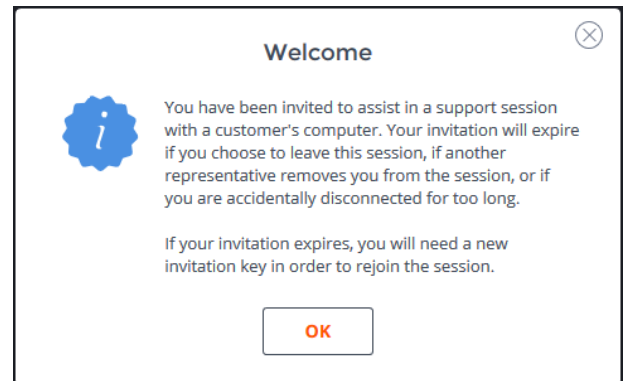 Welcome
You have been invited to assist in a support session
with a customer's computer. Your invitation will expire
if you choose to leave this session, if another
representative removes you from the session, or if
you are accidentally disconnected for too long.
If your invitation expires, you will need a new
invitation key in order to rejoin the session.
OK